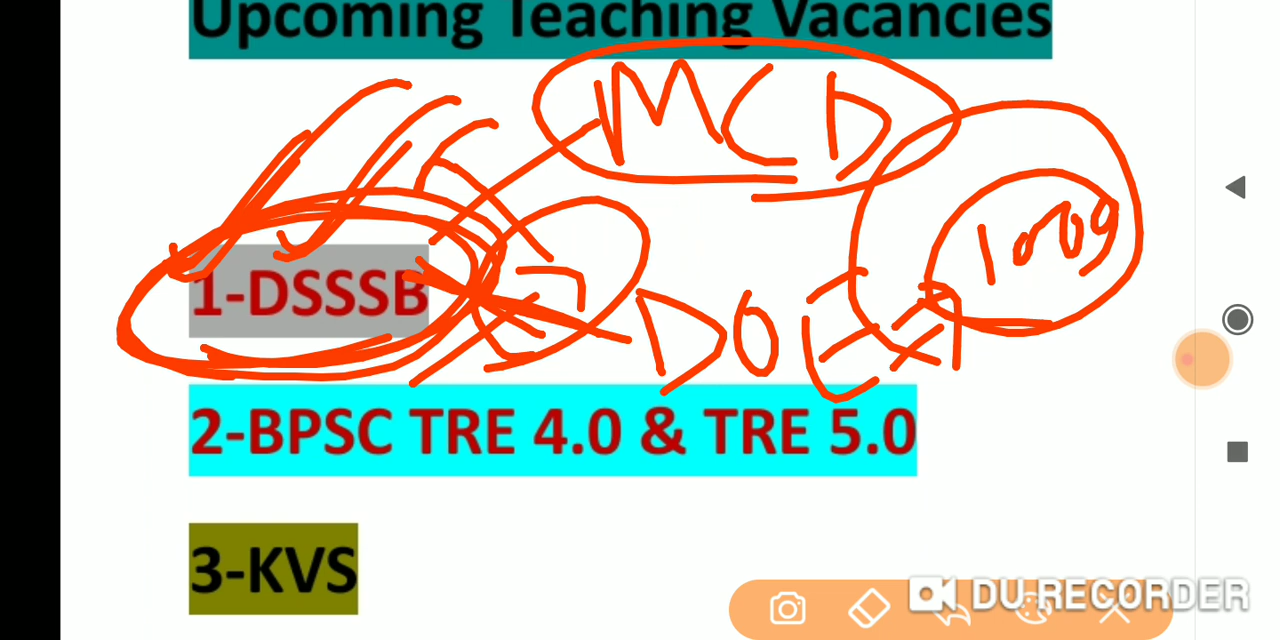 Upcoming Teaching Vacancies
MCD
1009
1-DSSSB
DOE
2-BPSC TRE 4.0 & TRE 5.0
3-KVS
DU RECORDER